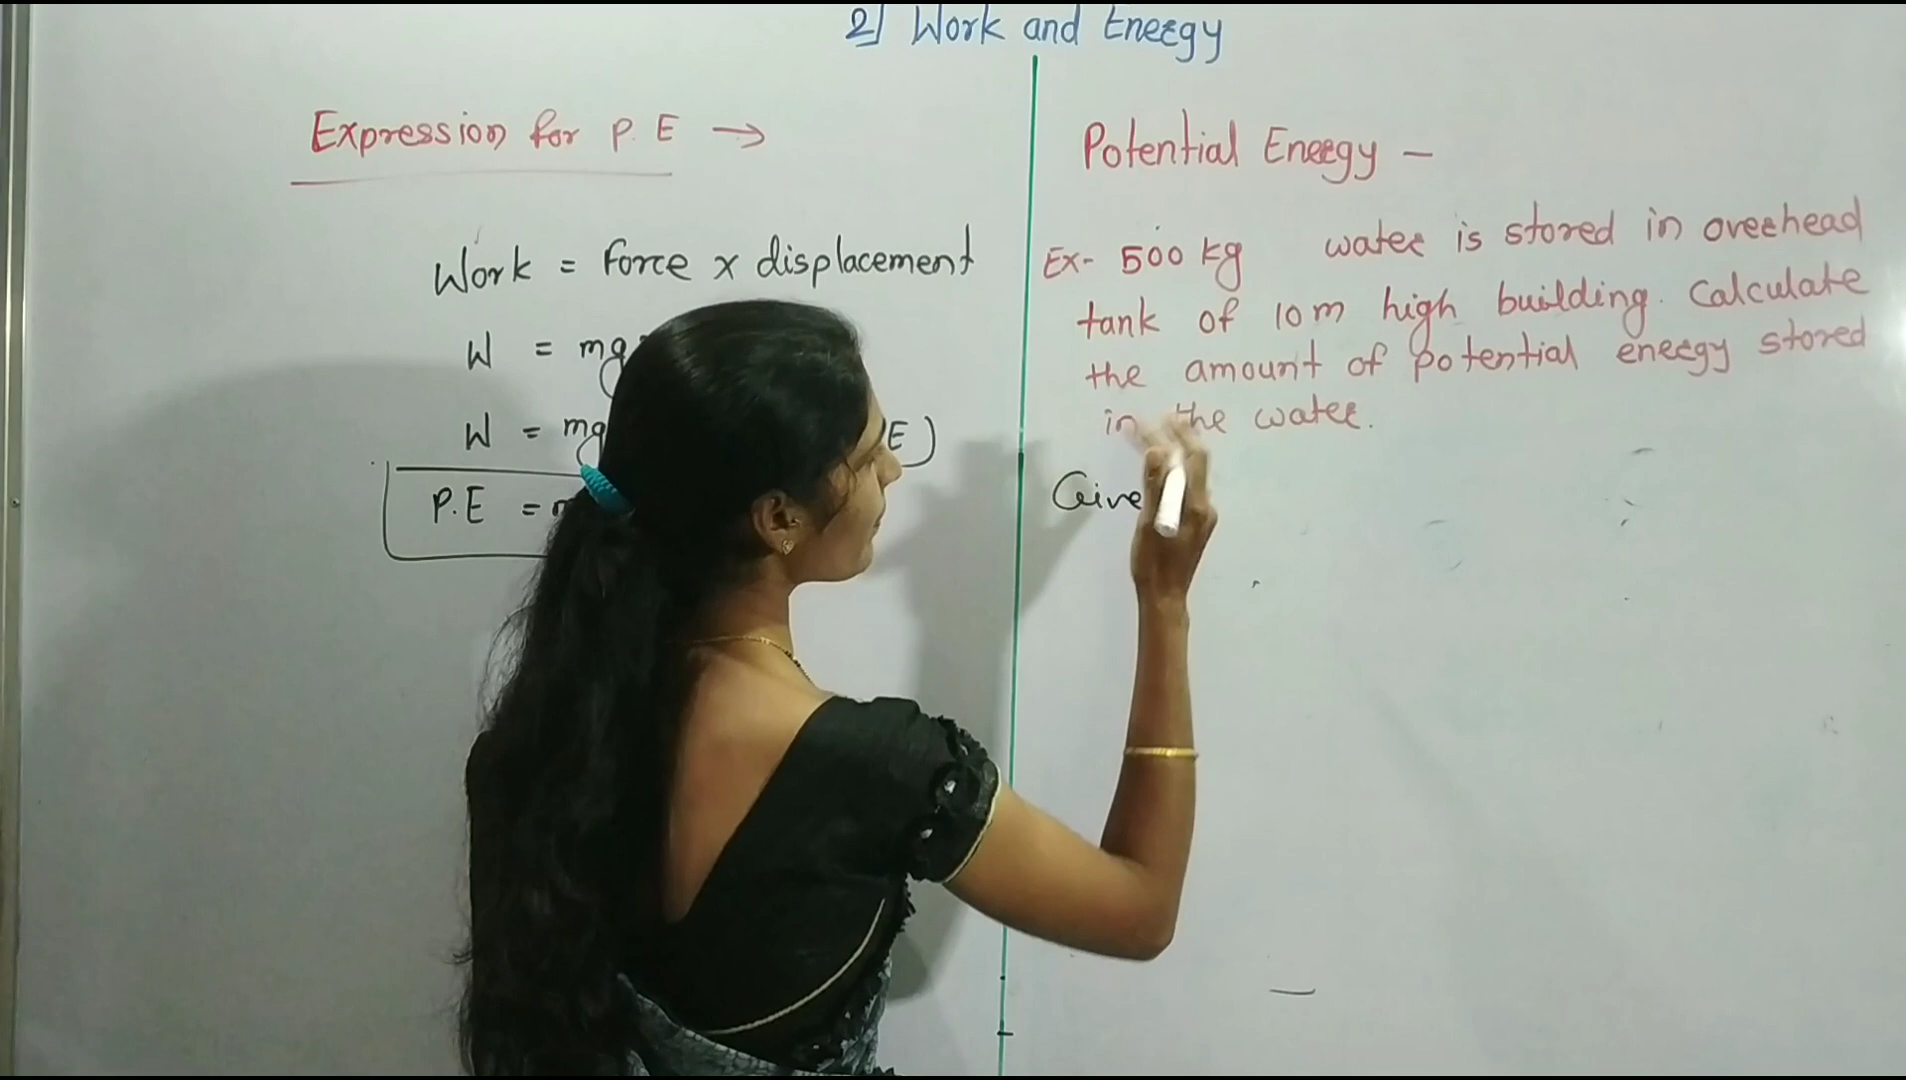 2] Work and Energy
Expression for P.E →
Work = Force x displacement
W = mg
W = mg E)
P.E =
Potential Energy –
Ex- 500 kg water is stored in overhead
tank of 10m high building. Calculate
the amount of potential energy stored
in the water.
Give